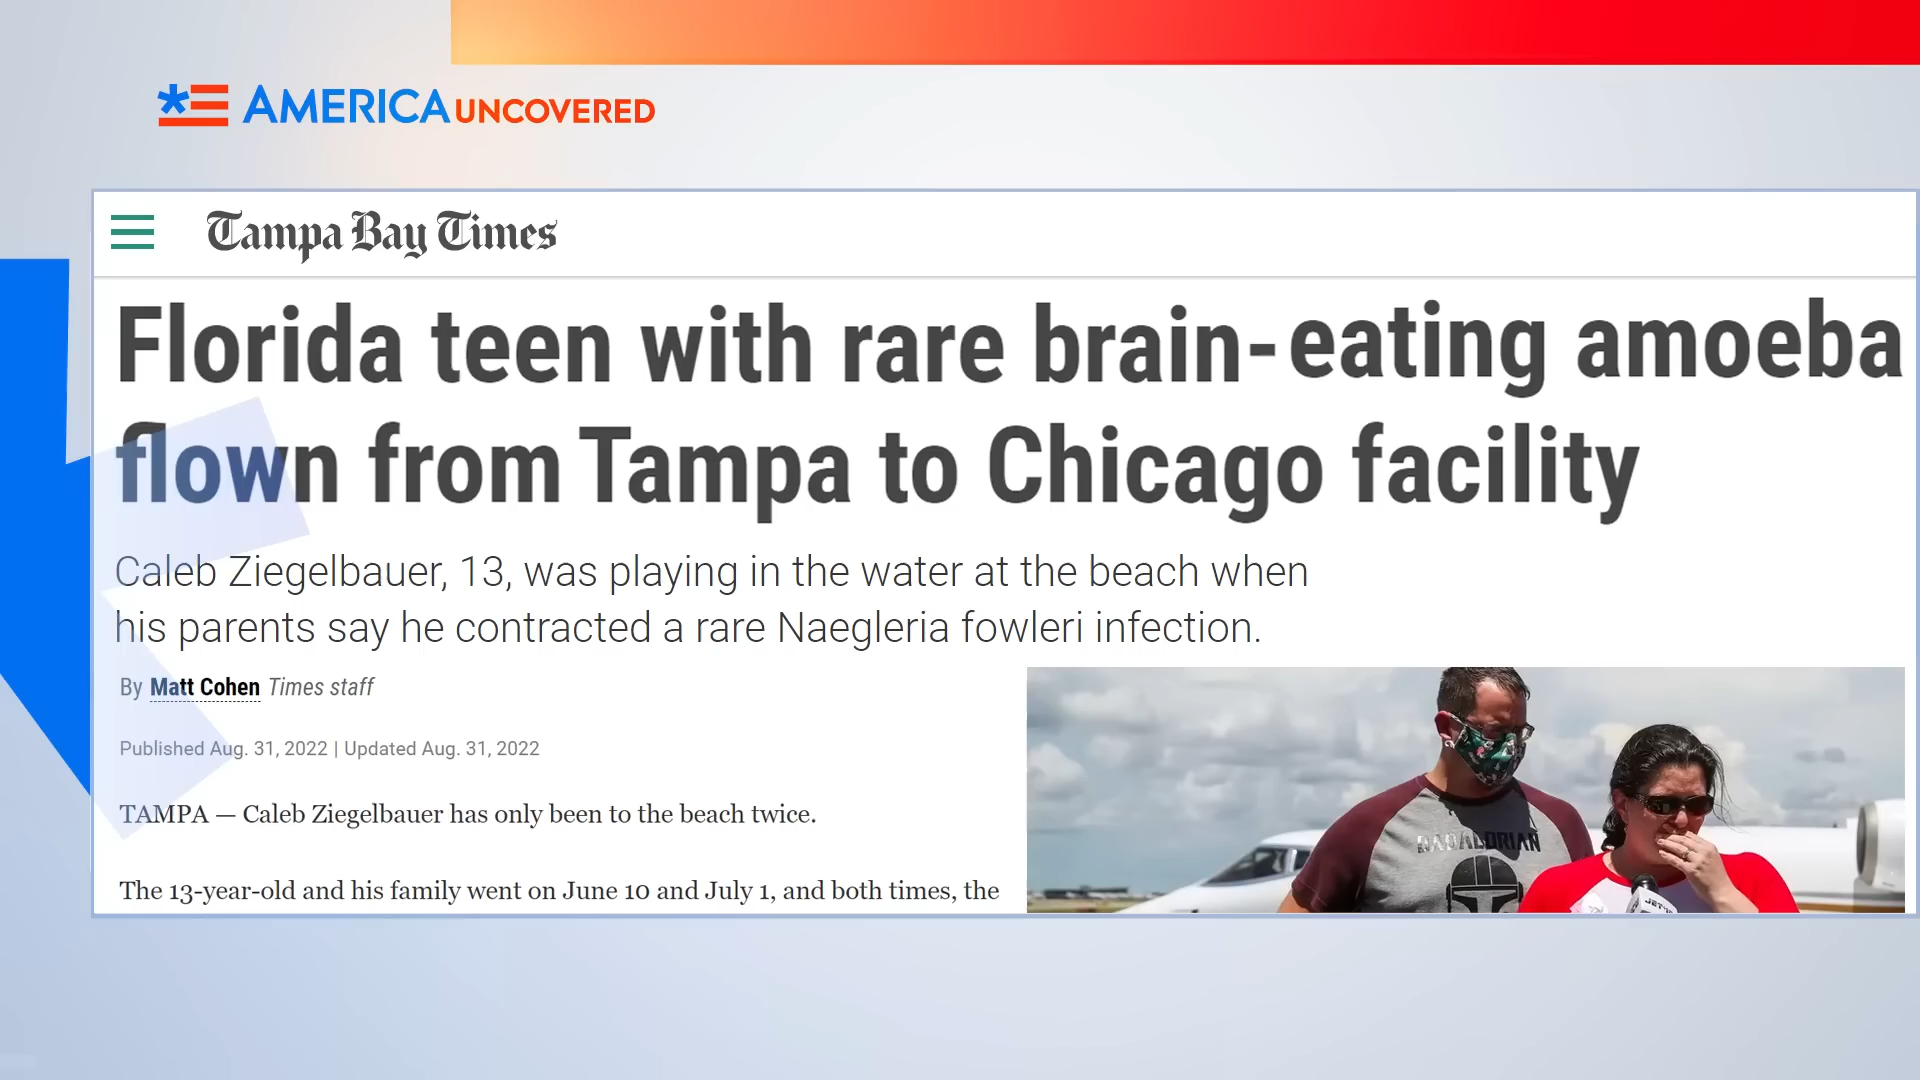 AMERICA UNCOVERED
Tampa Bay Times
Florida teen with rare brain-eating amoeba
flown from Tampa to Chicago facility
Caleb Ziegelbauer, 13, was playing in the water at the beach when
his parents say he contracted a rare Naegleria fowleri infection.
By Matt Cohen Times staff
Published Aug. 31, 2022 | Updated Aug. 31, 2022
TAMPA — Caleb Ziegelbauer has only been to the beach twice.
The 13-year-old and his family went on June 10 and July 1, and both times, the
DADALORIAN